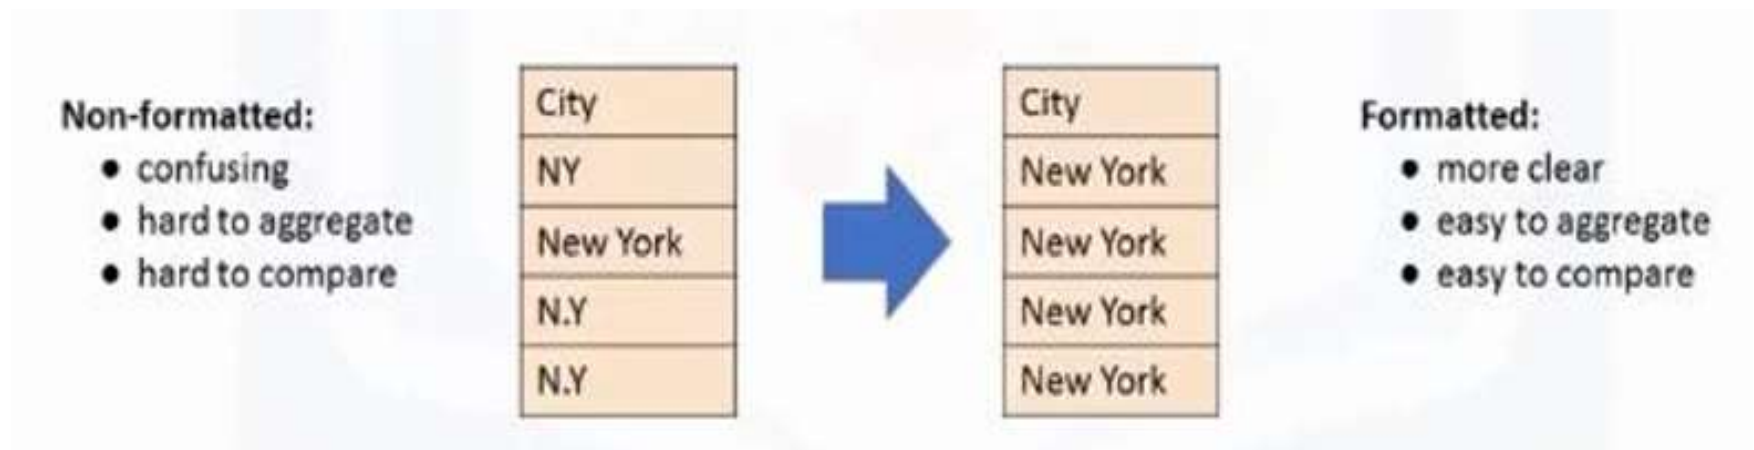 Non-formatted:
• confusing
• hard to aggregate
• hard to compare
City
NY
New York
N.Y
N.Y
City
New York
New York
New York
New York
Formatted:
• more clear
• easy to aggregate
• easy to compare